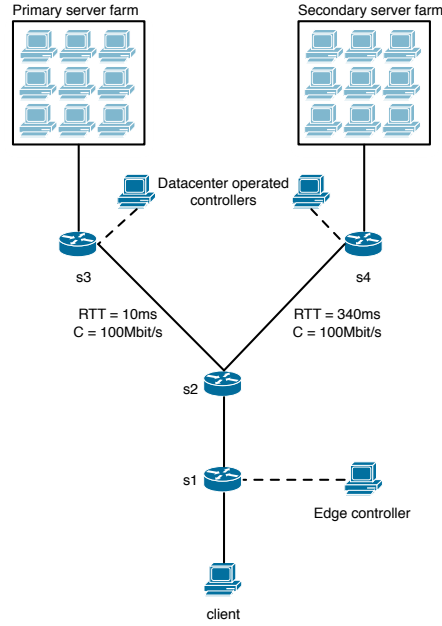 Primary server farm
Secondary server farm
Datacenter operated
controllers
s3
s4
RTT = 10ms
C = 100Mbit/s
RTT = 340ms
C = 100Mbit/s
s2
s1
Edge controller
client